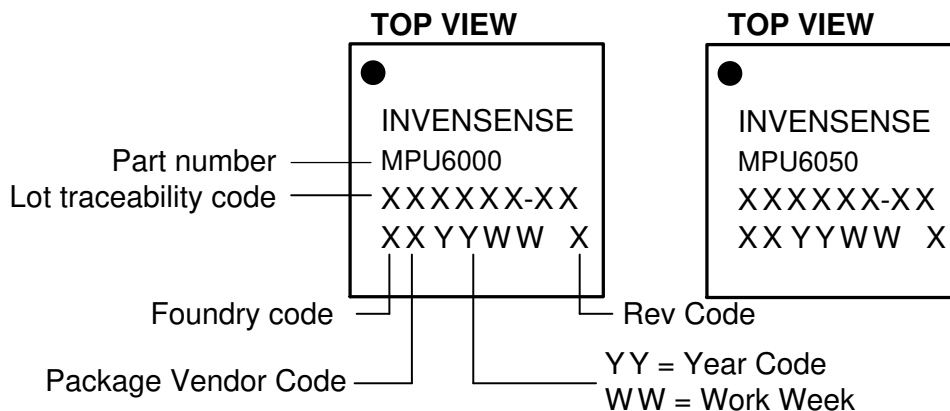 TOP VIEW
TOP VIEW
INVENSENSE
INVENSENSE
Part number
MPU6000
MPU6050
Lot traceability code
XXXXXX-XX
XXXXXX-XX
XXYYWW X
XXYYWW X
Foundry code
Rev Code
Package Vendor Code
YY = Year Code
WW = Work Week